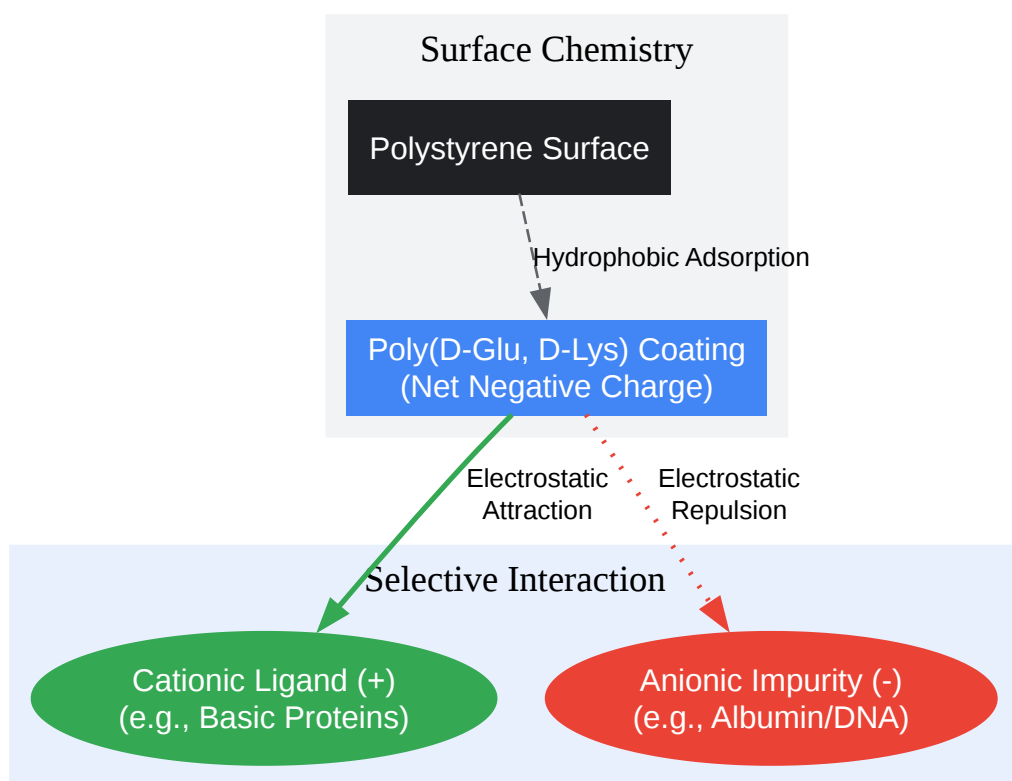 Surface Chemistry
Polystyrene Surface
Hydrophobic Adsorption
Poly(D-Glu, D-Lys) Coating
(Net Negative Charge)
Electrostatic
Attraction
Electrostatic
Repulsion
Selective Interaction
Cationic Ligand (+)
(e.g., Basic Proteins)
Anionic Impurity (-)
(e.g., Albumin/DNA)